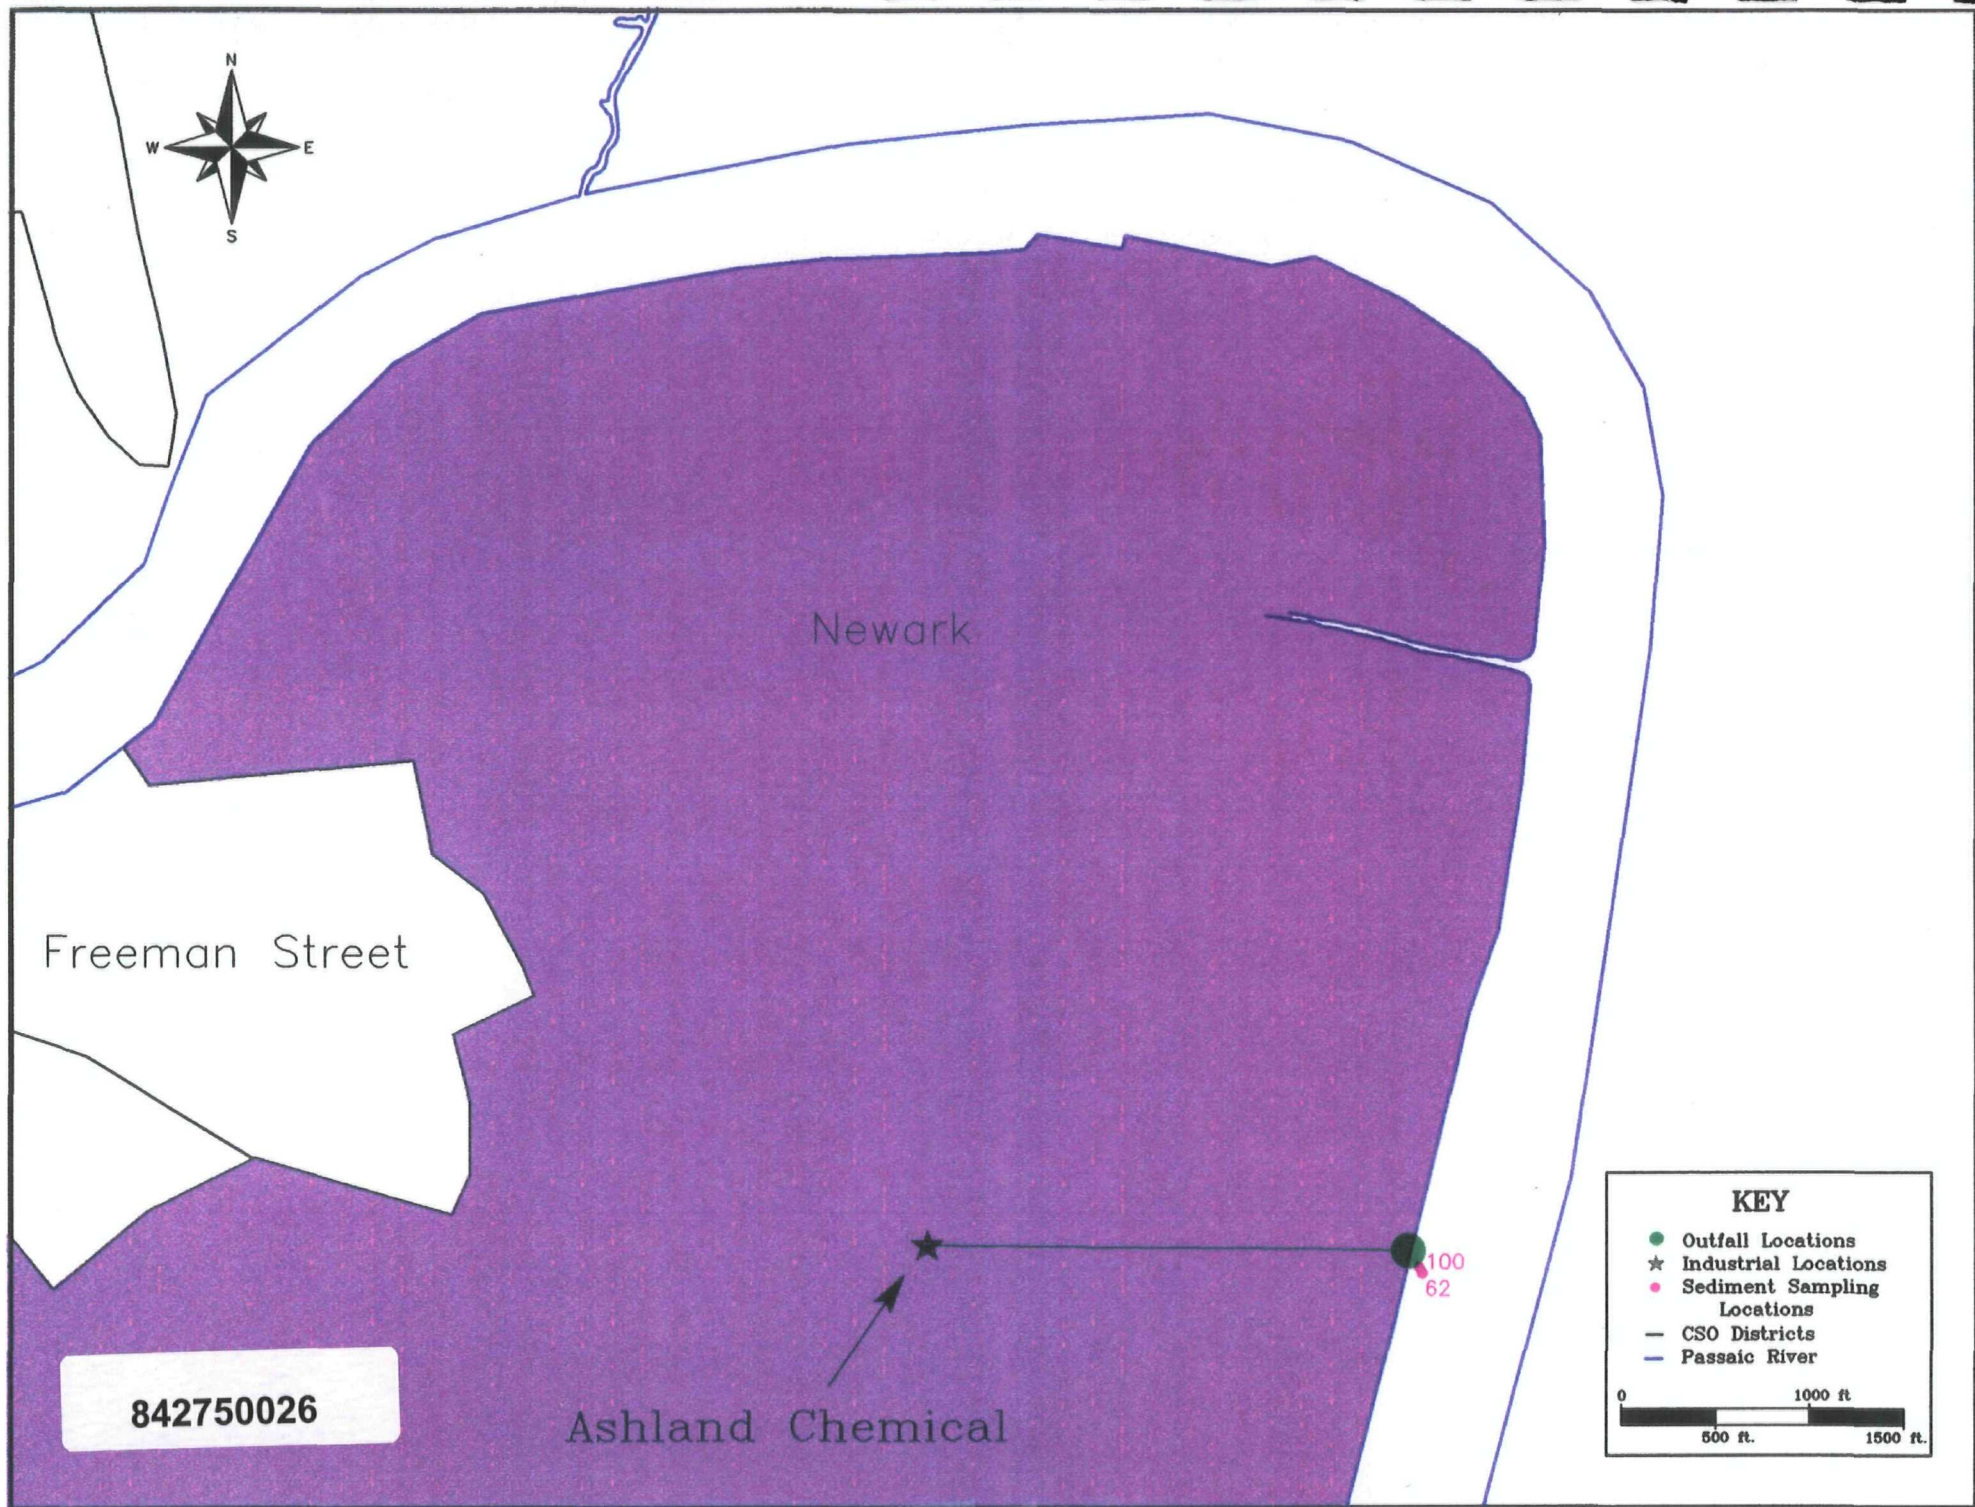 N
W E
S
Newark
Freeman Street
100
62
Ashland Chemical
842750026
KEY
Outfall Locations
Industrial Locations
Sediment Sampling
Locations
CSO Districts
Passaic River
0 1000 ft
500 ft. 1500 ft.